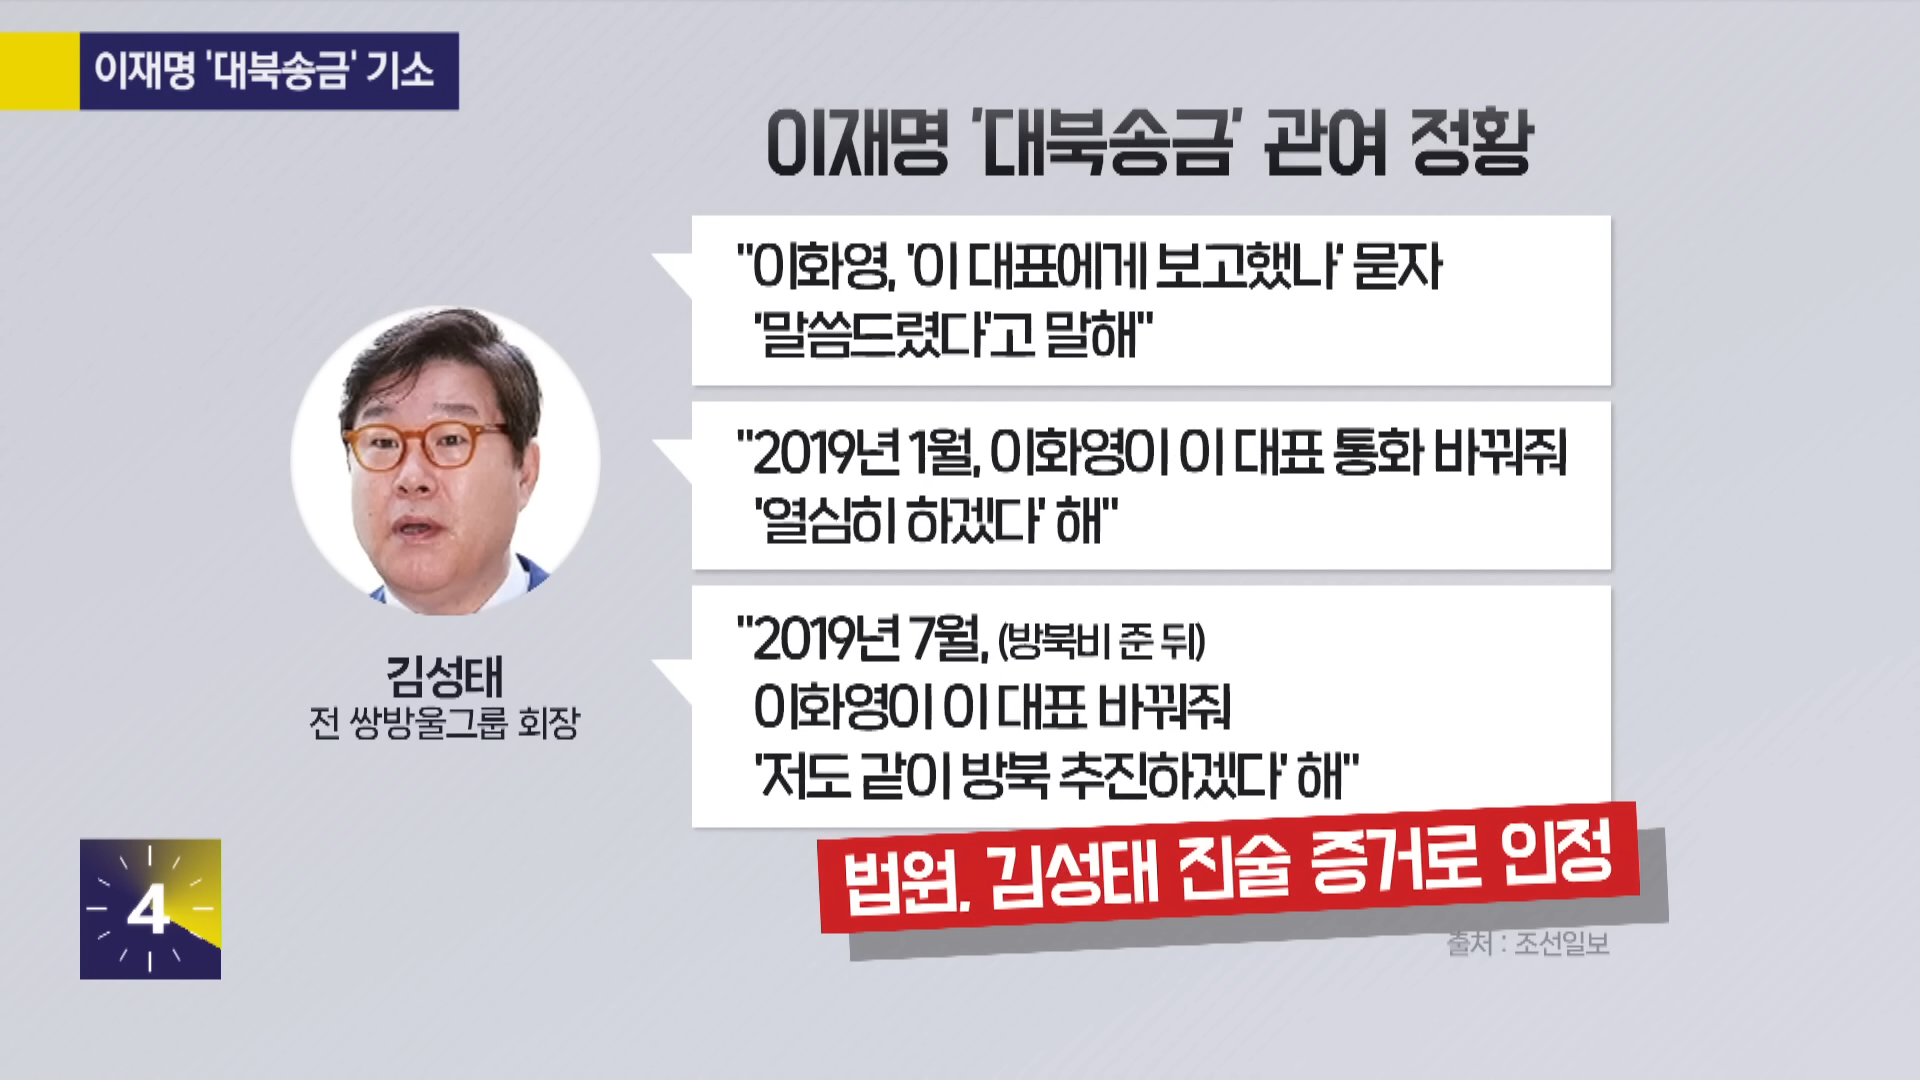 이재명 '대북송금' 기소
이재명 '대북송금' 관여 정황
"이화영, '이 대표에게 보고했나' 묻자
'말씀드렸다'고 말해"
"2019년 1월, 이화영이 이 대표 통화 바꿔줘
'열심히 하겠다' 해"
"2019년 7월, (방북비 준 뒤)
이화영이 이 대표 바꿔줘
'저도 같이 방북 추진하겠다' 해"
김성태
전 쌍방울그룹 회장
법원, 김성태 진술 증거로 인정
출처 : 조선일보
4